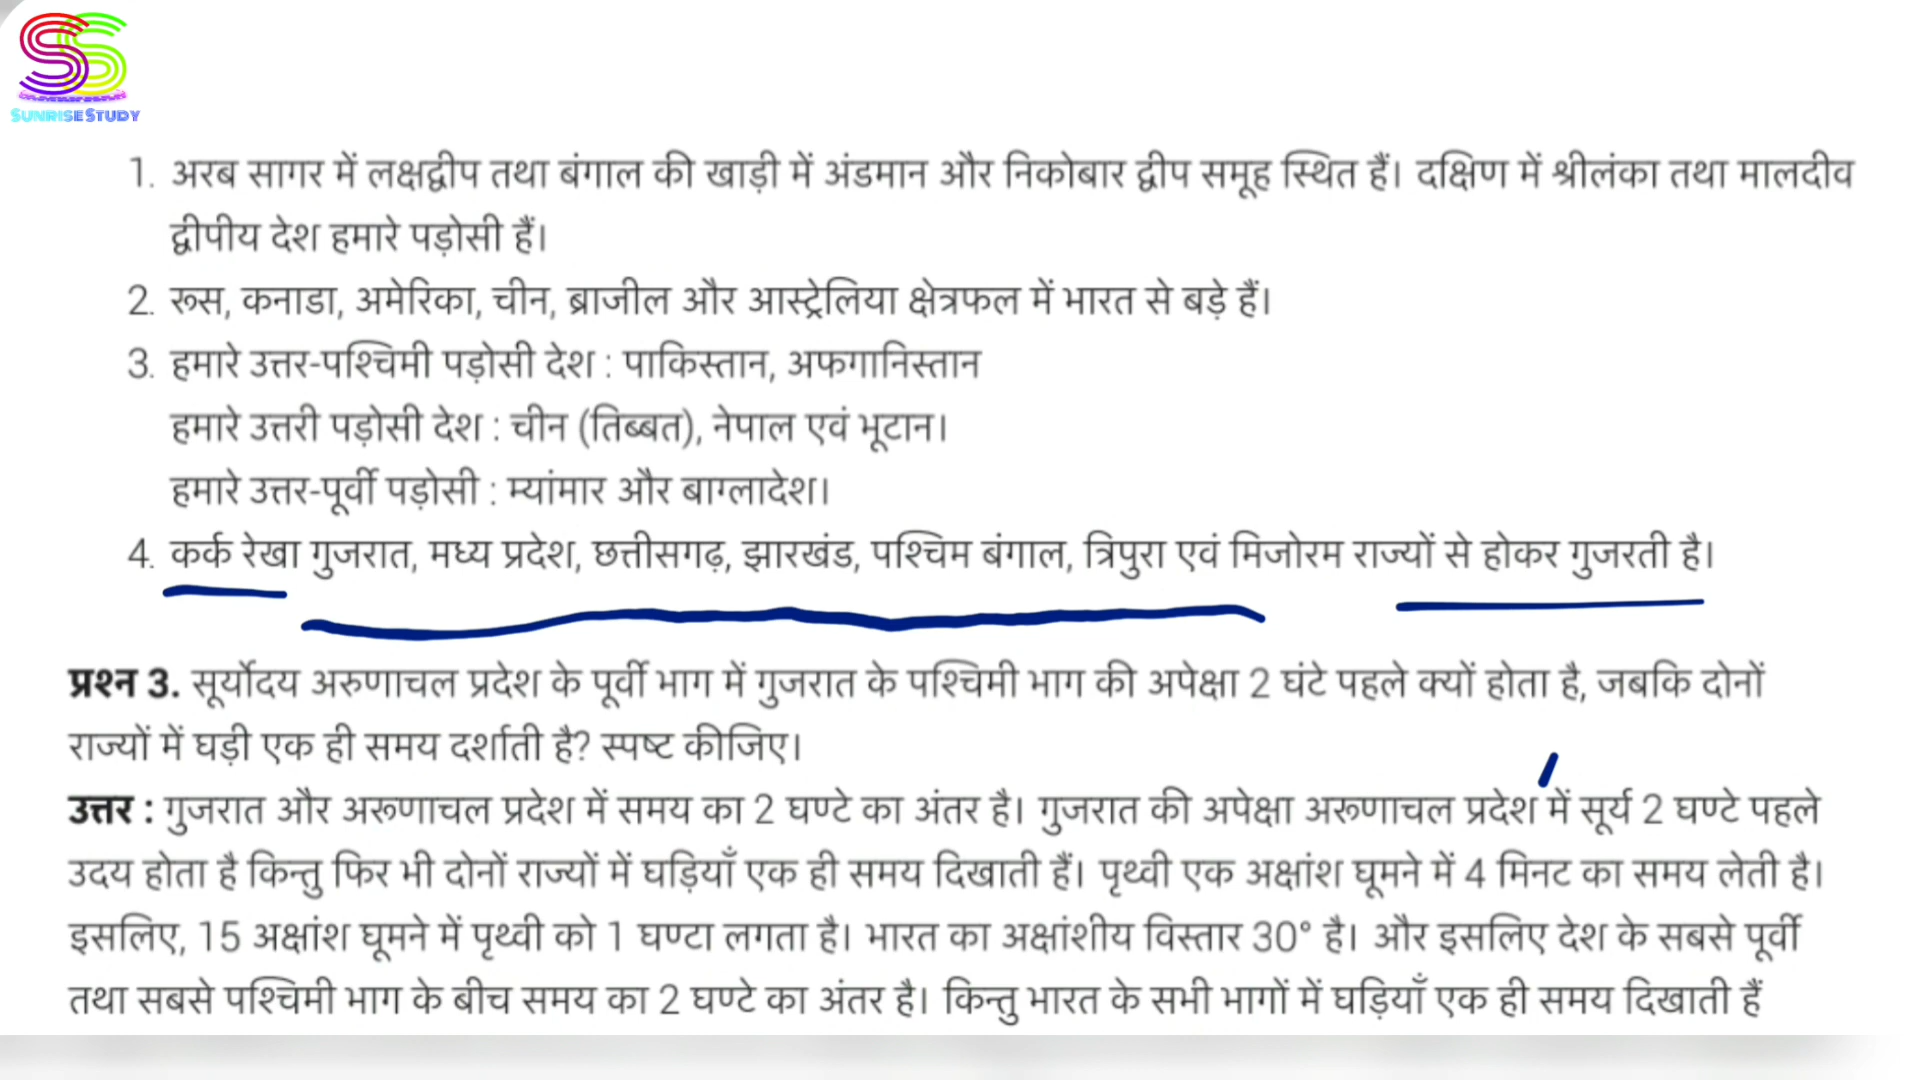 SS
SUNRISESTUDY
1. अरब सागर में लक्षद्वीप तथा बंगाल की खाड़ी में अंडमान और निकोबार द्वीप समूह स्थित हैं। दक्षिण में श्रीलंका तथा मालदीव
द्वीपीय देश हमारे पड़ोसी हैं।
2. रूस, कनाडा, अमेरिका, चीन, ब्राजील और आस्ट्रेलिया क्षेत्रफल में भारत से बड़े हैं।
3. हमारे उत्तर-पश्चिमी पड़ोसी देश : पाकिस्तान, अफगानिस्तान
हमारे उत्तरी पड़ोसी देश : चीन (तिब्बत), नेपाल एवं भूटान।
हमारे उत्तर-पूर्वी पड़ोसी : म्यांमार और बाग्लादेश।
4. कर्क रेखा गुजरात, मध्य प्रदेश, छत्तीसगढ़, झारखंड, पश्चिम बंगाल, त्रिपुरा एवं मिजोरम राज्यों से होकर गुजरती है।
प्रश्न 3. सूर्योदय अरुणाचल प्रदेश के पूर्वी भाग में गुजरात के पश्चिमी भाग की अपेक्षा 2 घंटे पहले क्यों होता है, जबकि दोनों
राज्यों में घड़ी एक ही समय दर्शाती है? स्पष्ट कीजिए।
उत्तर : गुजरात और अरूणाचल प्रदेश में समय का 2 घण्टे का अंतर है। गुजरात की अपेक्षा अरूणाचल प्रदेश में सूर्य 2 घण्टे पहले
उदय होता है किन्तु फिर भी दोनों राज्यों में घड़ियाँ एक ही समय दिखाती हैं। पृथ्वी एक अक्षांश घूमने में 4 मिनट का समय लेती है।
इसलिए, 15 अक्षांश घूमने में पृथ्वी को 1 घण्टा लगता है। भारत का अक्षांशीय विस्तार 30° है। और इसलिए देश के सबसे पूर्वी
तथा सबसे पश्चिमी भाग के बीच समय का 2 घण्टे का अंतर है। किन्तु भारत के सभी भागों में घड़ियाँ एक ही समय दिखाती हैं